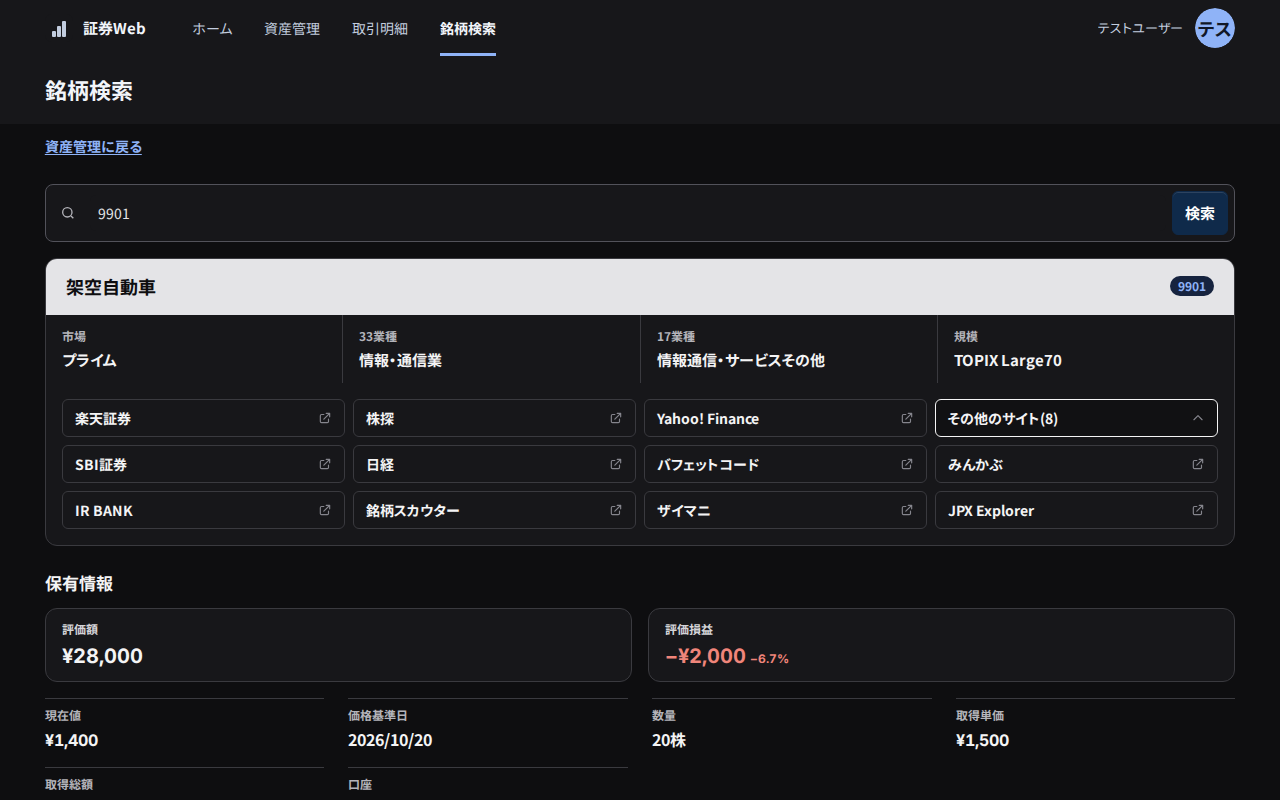 証券Web ホーム 資産管理 取引明細 銘柄検索 テストユーザー テス
銘柄検索
資産管理に戻る
9901 検索
架空自動車 9901
市場 33業種 17業種 規模
プライム 情報・通信業 情報通信・サービスその他 TOPIX Large70
楽天証券 株探 Yahoo! Finance その他のサイト(8)
SBI証券 日経 バフェットコード みんかぶ
IR BANK 銘柄スカウター ザイマニ JPX Explorer
保有情報
評価額 評価損益
¥28,000 −¥2,000 −6.7%
現在値 価格基準日 数量 取得単価
¥1,400 2026/10/20 20株 ¥1,500
取得総額 口座